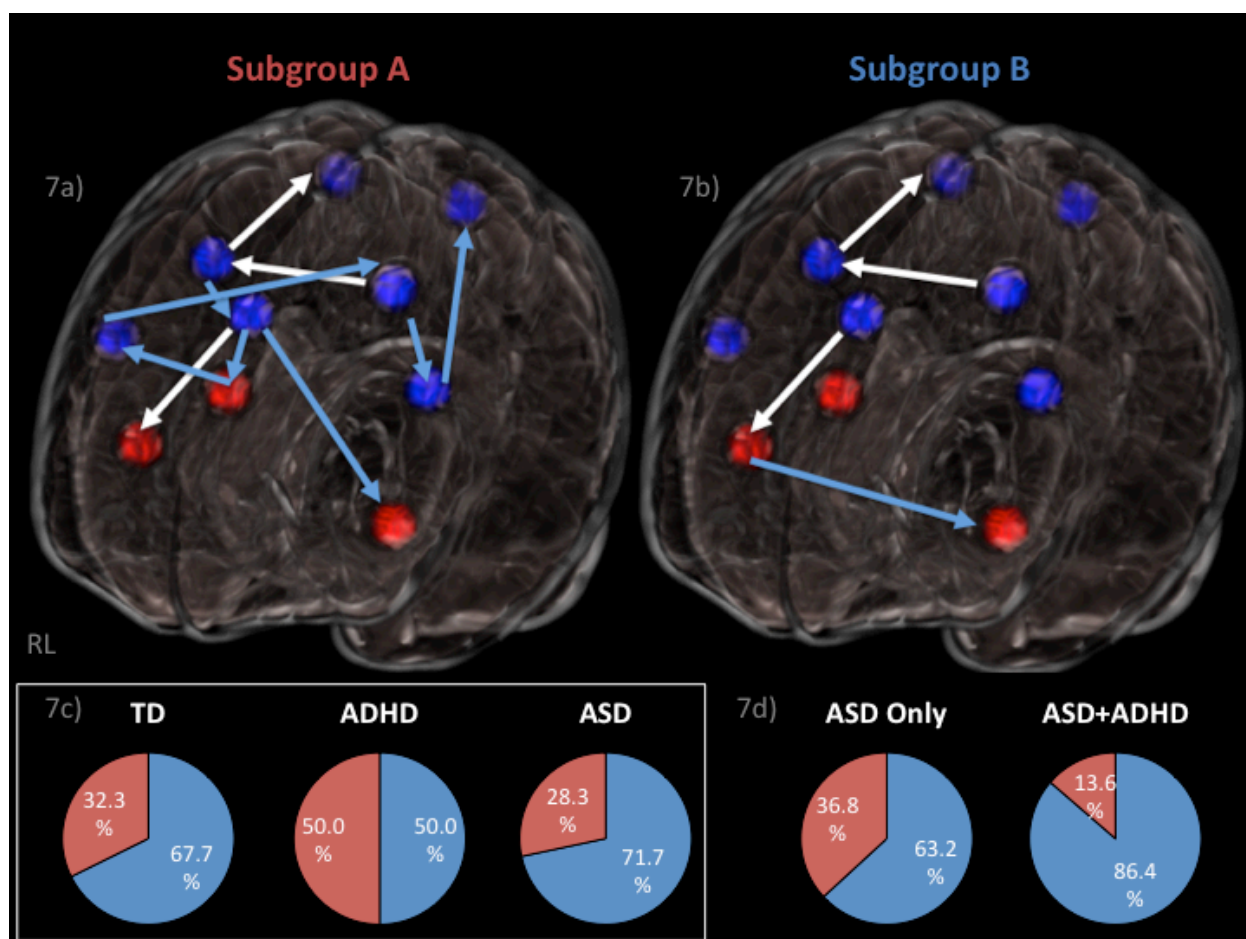 Subgroup A
Subgroup B
7a)
7b)
RL
7c)
TD
ADHD
ASD
7d)
ASD Only
ASD+ADHD
32.3
%
67.7
%
50.0
%
50.0
%
28.3
%
71.7
%
36.8
%
63.2
%
13.6
%
86.4
%